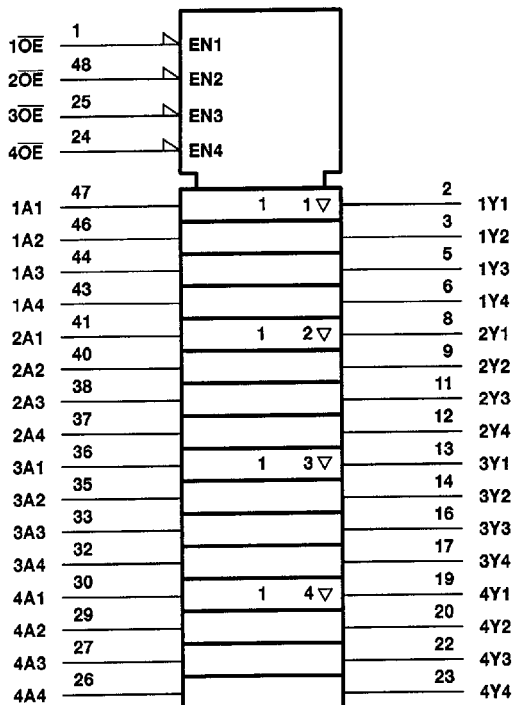 1O̅E̅ 1 EN1
2O̅E̅ 48 EN2
3O̅E̅ 25 EN3
4O̅E̅ 24 EN4
1A1 47 1 1▽ 2 1Y1
1A2 46 3 1Y2
1A3 44 5 1Y3
1A4 43 6 1Y4
2A1 41 1 2▽ 8 2Y1
2A2 40 9 2Y2
2A3 38 11 2Y3
2A4 37 12 2Y4
3A1 36 1 3▽ 13 3Y1
3A2 35 14 3Y2
3A3 33 16 3Y3
3A4 32 17 3Y4
4A1 30 1 4▽ 19 4Y1
4A2 29 20 4Y2
4A3 27 22 4Y3
4A4 26 23 4Y4